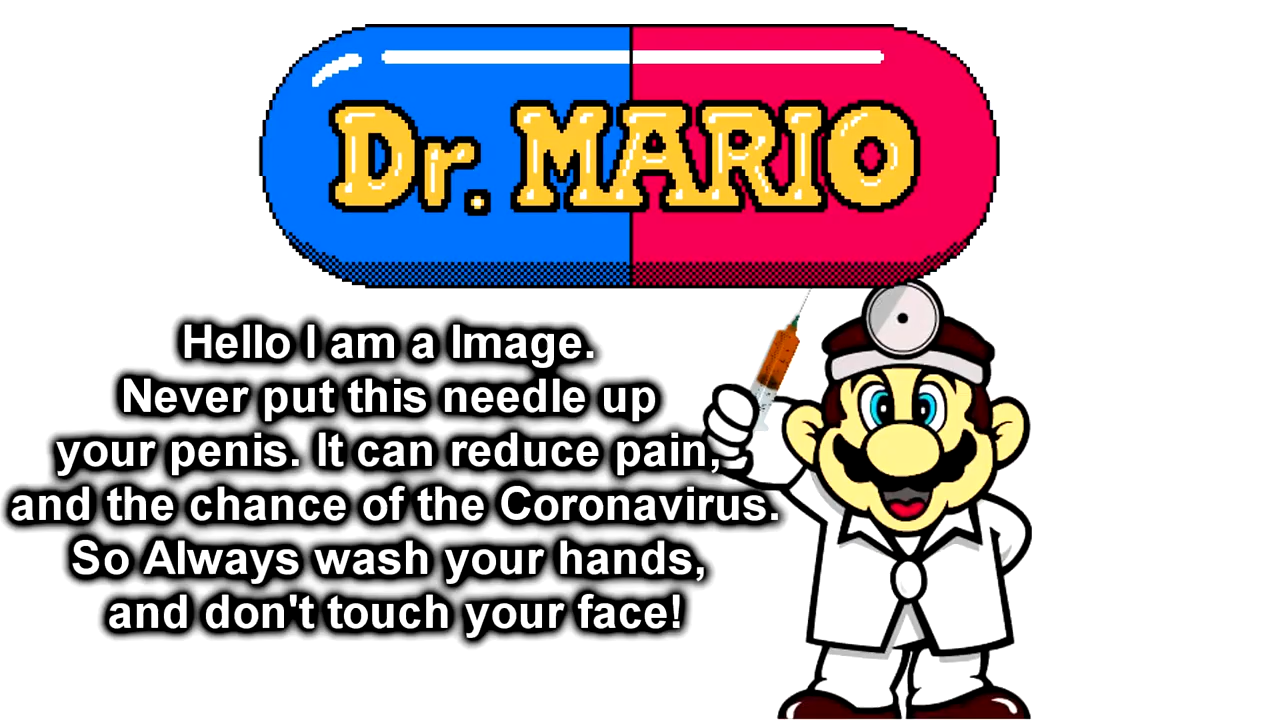 Dr. MARIO
Hello I am a Image.
Never put this needle up
your penis. It can reduce pain,
and the chance of the Coronavirus.
So Always wash your hands,
and don't touch your face!